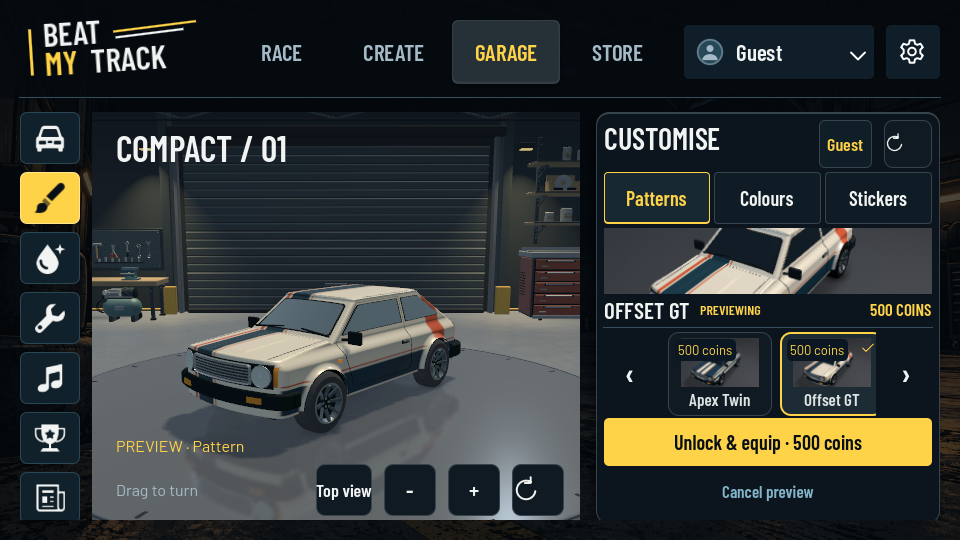 BEAT
MY TRACK
RACE
CREATE
GARAGE
STORE
Guest
COMPACT / 01
CUSTOMISE
Guest
Patterns
Colours
Stickers
OFFSET GT PREVIEWING 500 COINS
500 coins
Apex Twin
500 coins
Offset GT
Unlock & equip · 500 coins
Cancel preview
PREVIEW · Pattern
Drag to turn
Top view
-
+